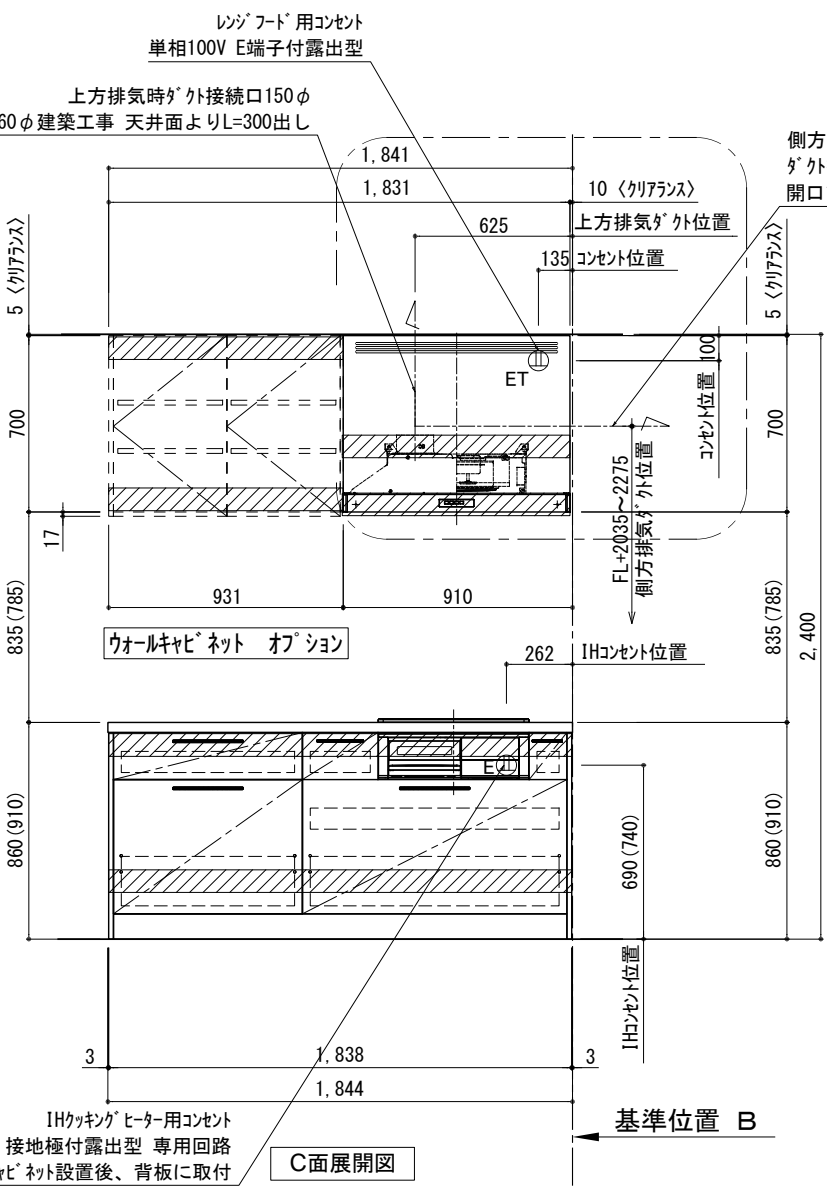 レンジフード用コンセント
単相100V E端子付露出型
上方排気時ダクト接続口150φ
60φ建築工事 天井面よりL=300出し
側方
ダクト
開口
1,841
1,831
10 〈クリアランス〉
625
上方排気ダクト位置
135 コンセント位置
5 〈クリアランス〉
5 〈クリアランス〉
ET
100
コンセント位置
700
700
17
FL+2035~2275
側方排気ダクト位置
931
910
835(785)
835(785)
2,400
ウォールキャビネット オプション
262
IHコンセント位置
E
860(910)
690(740)
860(910)
IHコンセント位置
3
1,838
3
1,844
IHクッキングヒーター用コンセント
接地極付露出型 専用回路
ャビネット設置後、背板に取付
C面展開図
基準位置 B